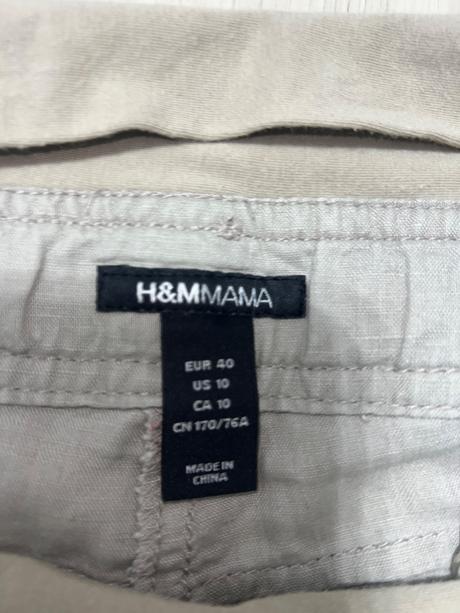 H&MMAMA
EUR 40
US 10
CA 10
CN 170/76A
MADE IN
CHINA